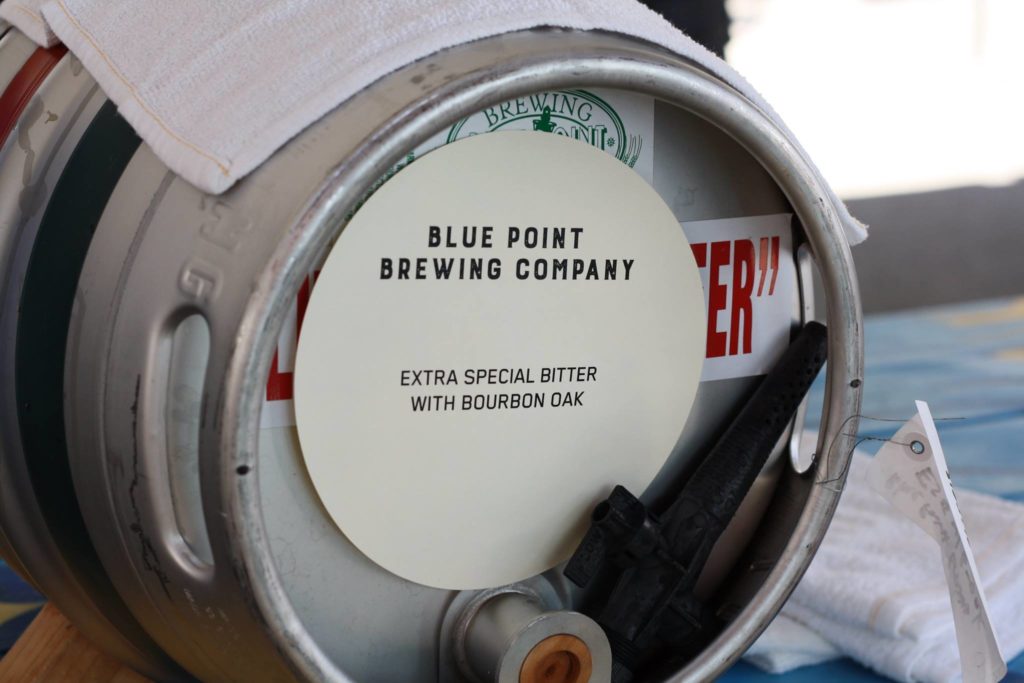 BREWING
BLUE POINT
BREWING COMPANY
ER”
EXTRA SPECIAL BITTER
WITH BOURBON OAK